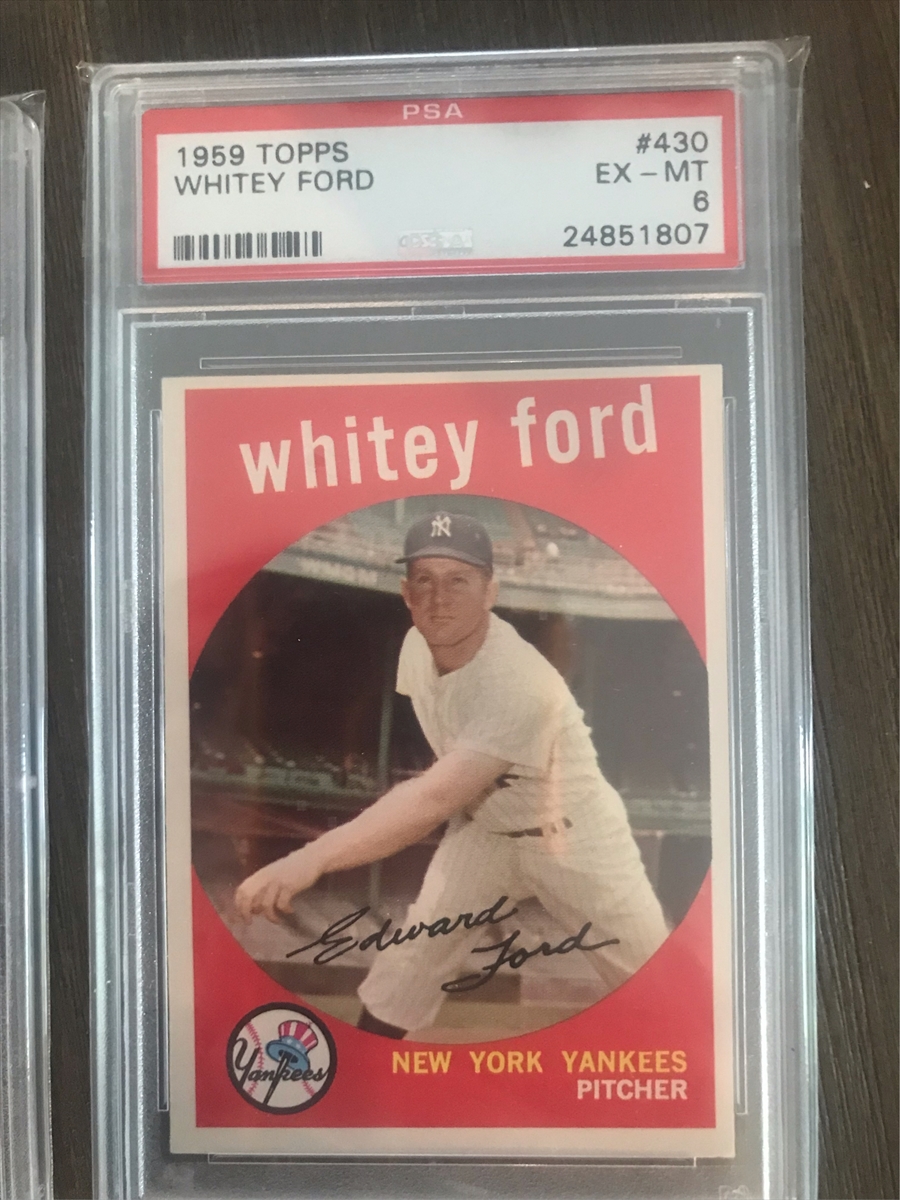 PSA
1959 TOPPS
#430
WHITEY FORD
EX - MT
6
24851807
whitey ford
NY
Edward
Ford
Yankees
NEW YORK YANKEES
PITCHER